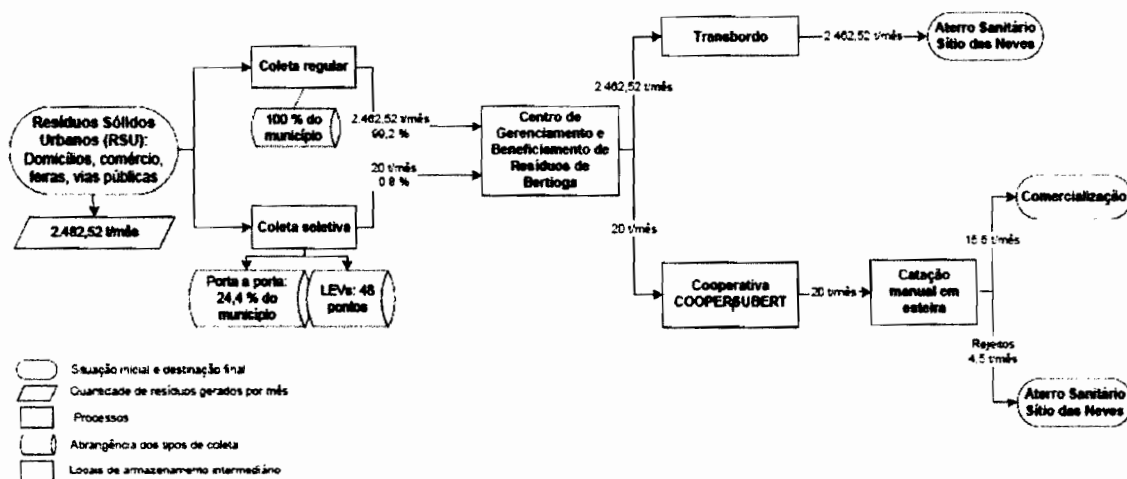 Resíduos Sólidos
Urbanos (RSU):
Domicílios, comércio,
feiras, vias públicas
2.482,52 t/mês
Coleta regular
100 % do
município
2.462,52 t/mês
99,2 %
20 t/mês
0,8 %
Coleta seletiva
Porta a porta:
24,4 % do
município
LEVs: 48
pontos
Centro de
Gerenciamento e
Beneficiamento de
Resíduos de
Bertioga
2.462,52 t/mês
Transbordo
2.462,52 t/mês
Aterro Sanitário
Sítio das Neves
20 t/mês
Cooperativa
COOPERSUBERT
20 t/mês
Catação
manual em
esteira
15,5 t/mês
Comercialização
Rejeitos
4,5 t/mês
Aterro Sanitário
Sítio das Neves
Situação inicial e destinação final
Quantidade de resíduos gerados por mês
Processos
Abrangência dos tipos de coleta
Locais de armazenamento intermediário